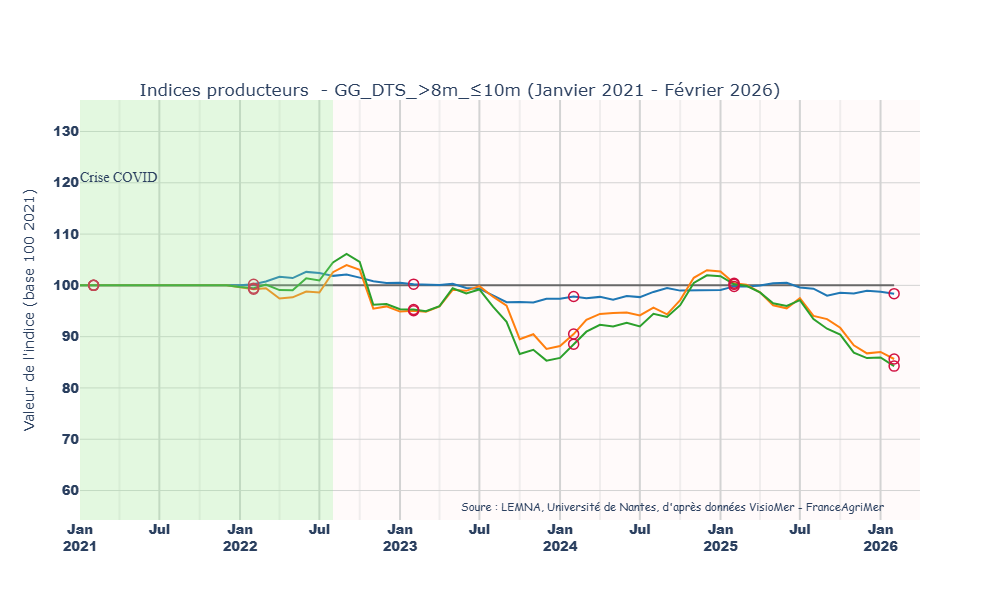 Indices producteurs  - GG_DTS_>8m_≤10m (Janvier 2021 - Février 2026)
Valeur de l'indice (base 100 2021)
130
120
110
100
90
80
70
60
Crise COVID
Soure : LEMNA, Université de Nantes, d'après données VisioMer - FranceAgriMer
Jan Jul Jan Jul Jan Jul Jan Jul Jan Jul Jan
2021 2022 2023 2024 2025 2026